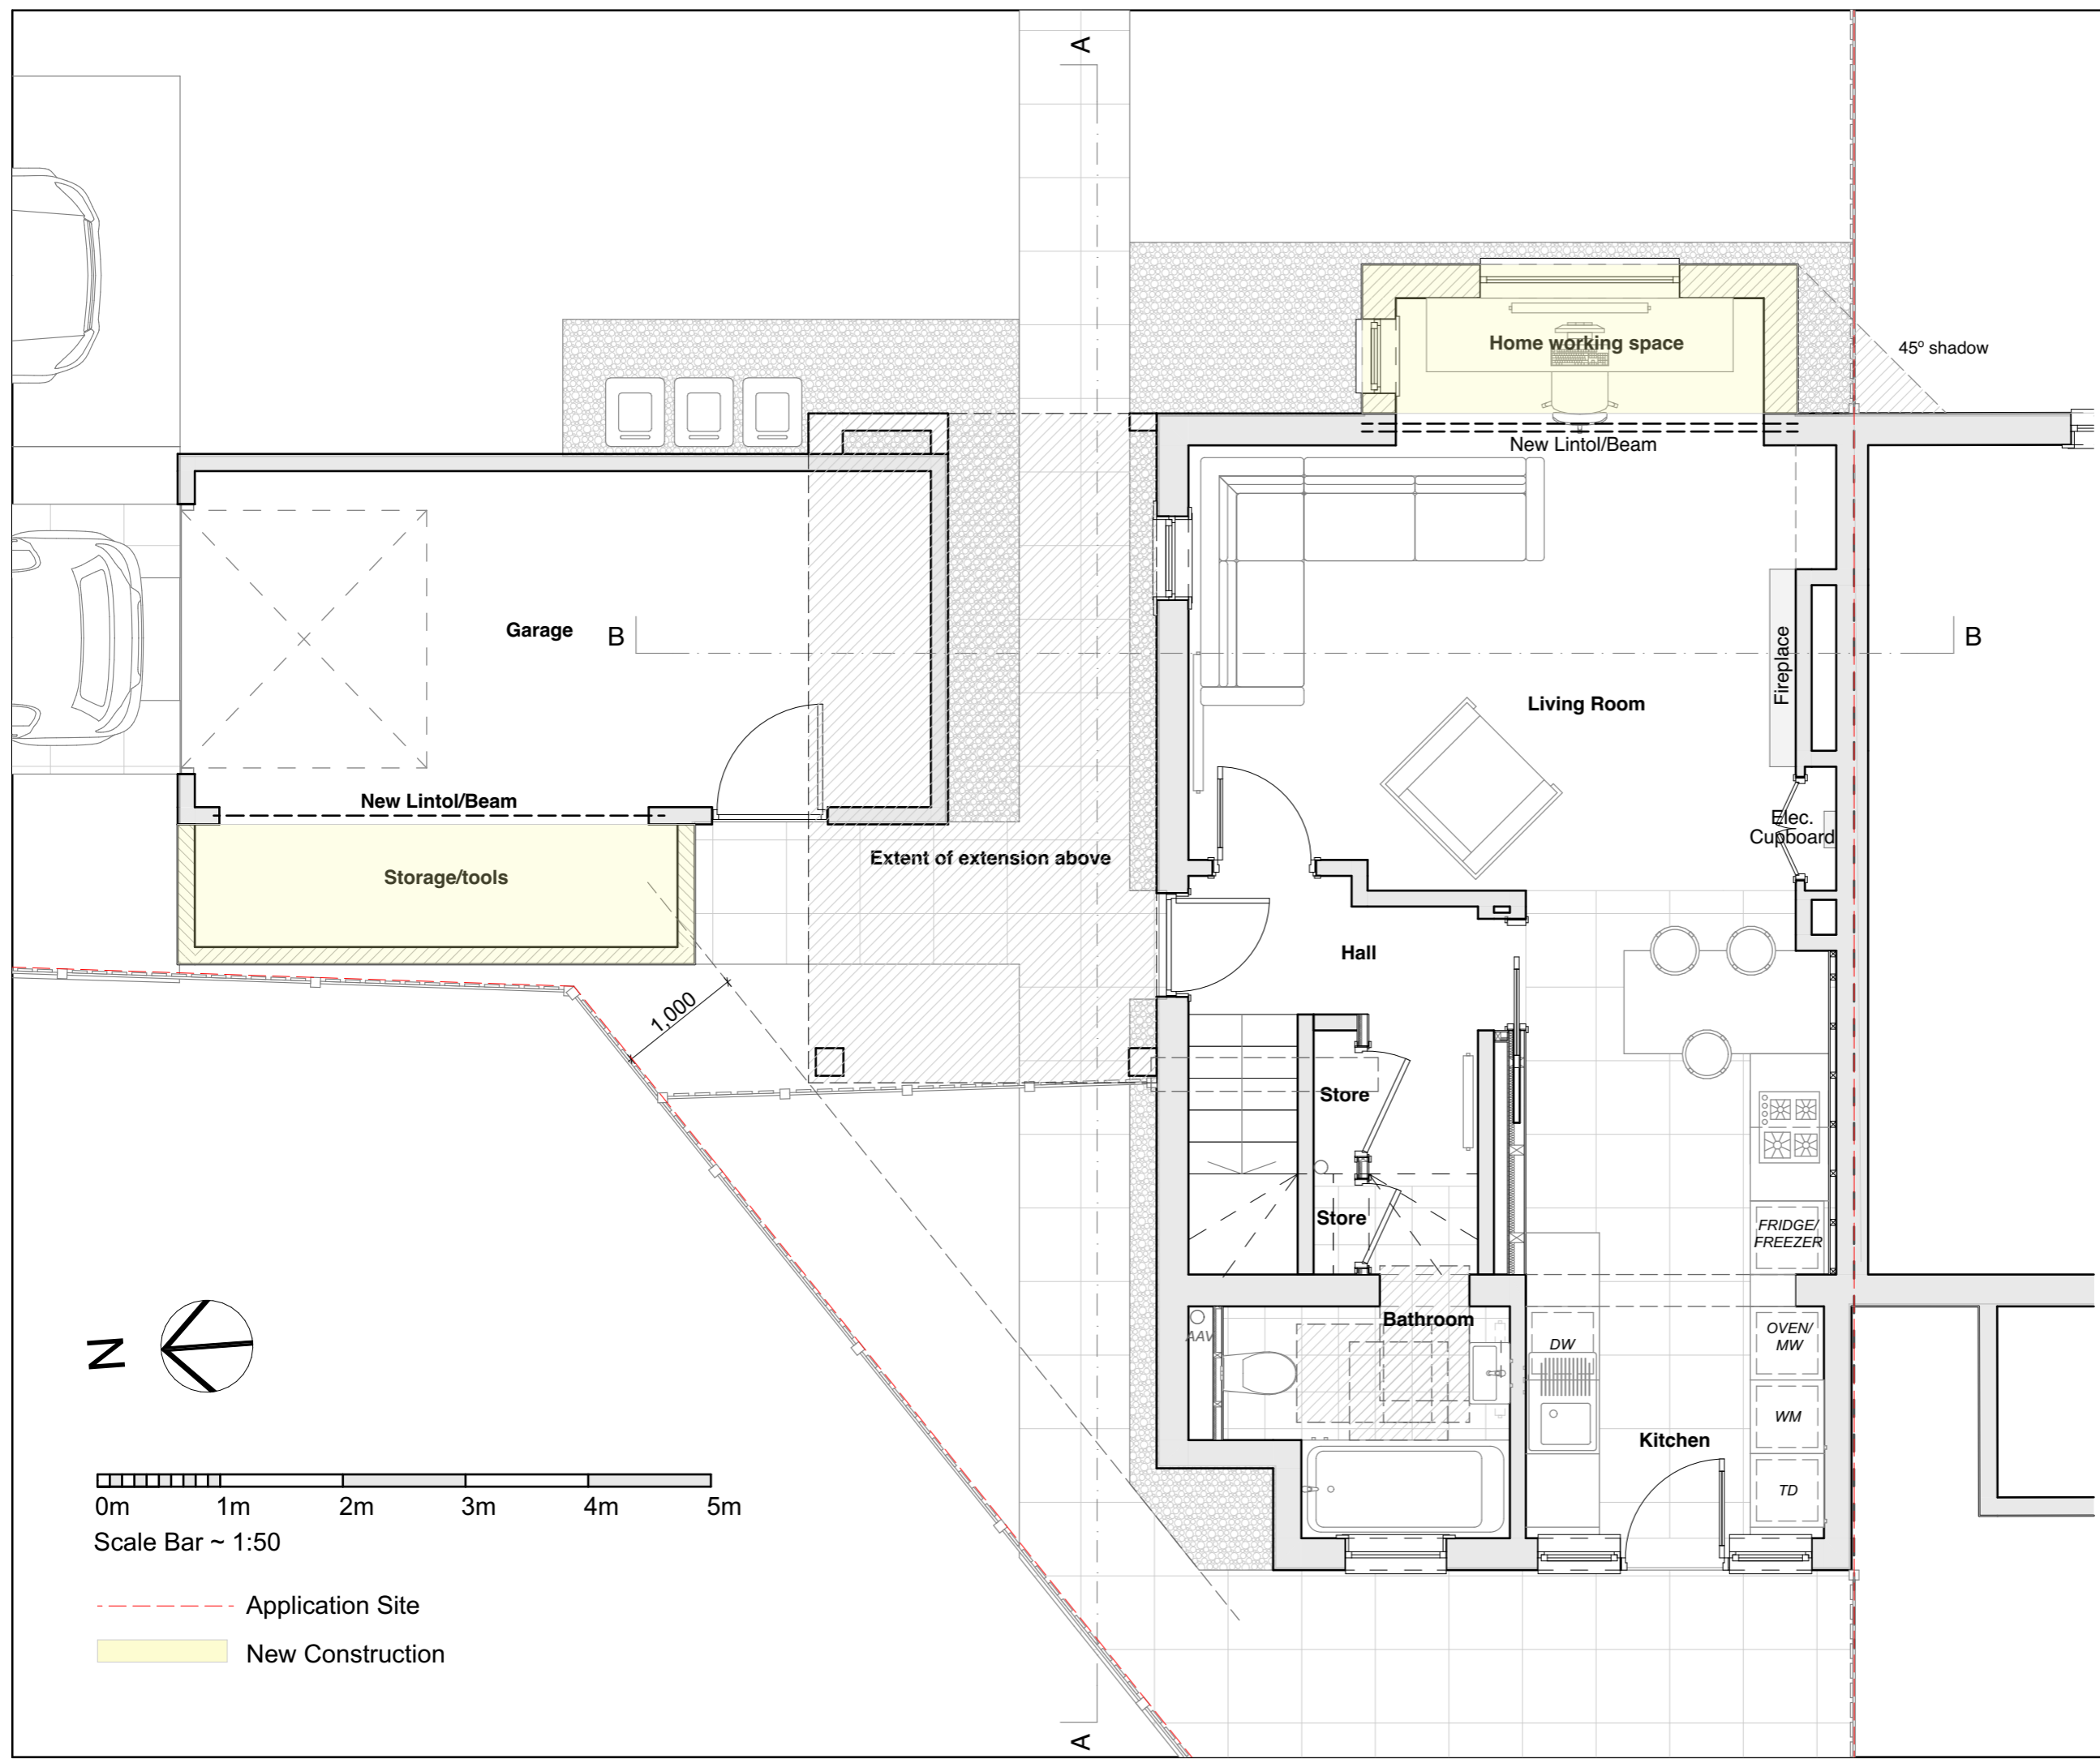 A
45º shadow
Home working space
New Lintol/Beam
Garage
B
B
Fireplace
Living Room
New Lintol/Beam
Elec.
Cupboard
Extent of extension above
Storage/tools
Hall
1,000
Store
Store
FRIDGE/
FREEZER
Bathroom
AAV
DW
OVEN/
MW
WM
Kitchen
TD
N
0m 1m 2m 3m 4m 5m
Scale Bar ~ 1:50
Application Site
New Construction
A